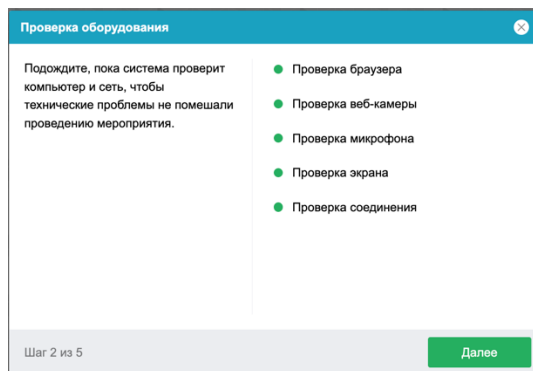 Проверка оборудования
Подождите, пока система проверит
компьютер и сеть, чтобы
технические проблемы не помешали
проведению мероприятия.
Проверка браузера
Проверка веб-камеры
Проверка микрофона
Проверка экрана
Проверка соединения
Шаг 2 из 5
Далее